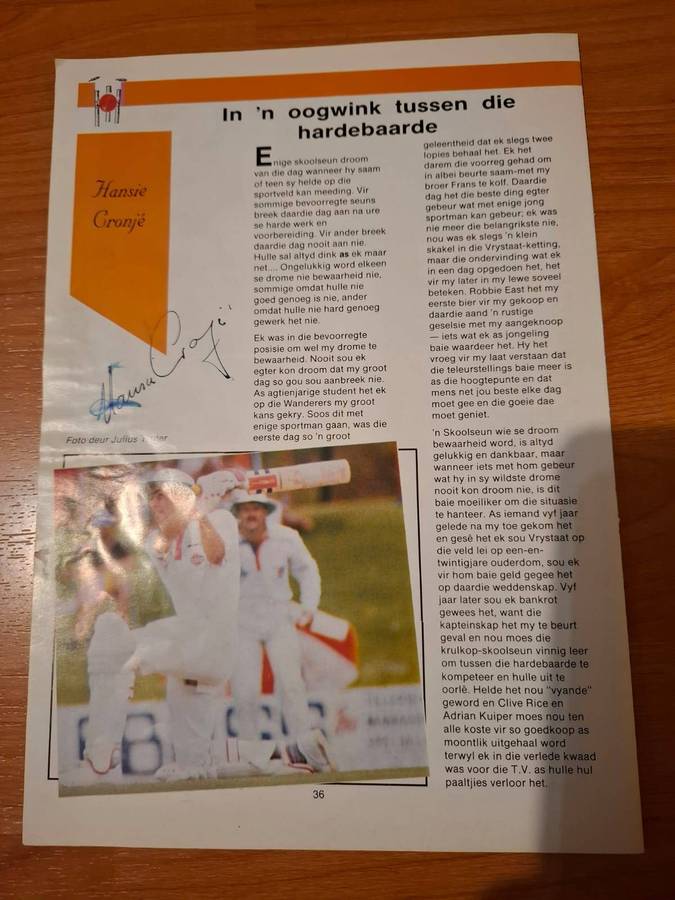 In 'n oogwink tussen die
hardebaarde
Hansie
Cronjé
Enige skoolseun droom
van die dag wanneer hy saam
of teen sy helde op die
sportveld kan meeding. Vir
sommige bevoorregte seuns
breek daardie dag aan na ure
se harde werk en
voorbereiding. Vir ander breek
daardie dag nooit aan nie.
Hulle sal altyd dink as ek maar
net.... Ongelukkig word elkeen
se drome nie bewaarheid nie,
sommige omdat hulle nie
goed genoeg is nie, ander
omdat hulle nie hard genoeg
gewerk het nie.
Ek was in die bevoorregte
posisie om wel my drome te
bewaarheid. Nooit sou ek
egter kon droom dat my groot
dag so gou sou aanbreek nie.
As agtienjarige student het ek
op die Wanderers my groot
kans gekry. Soos dit met
enige sportman gaan, was die
eerste dag so 'n groot
geleentheid dat ek slegs twee
lopies behaal het. Ek het
darem die voorreg gehad om
in albei beurte saam-met my
broer Frans te kolf. Daardie
dag het die beste ding egter
gebeur wat met enige jong
sportman kan gebeur; ek was
nie meer die belangrikste nie,
nou was ek slegs 'n klein
skakel in die Vrystaat-ketting,
maar die ondervinding wat ek
in een dag opgedoen het, het
vir my later in my lewe soveel
beteken. Robbie East het my
eerste bier vir my gekoop en
daardie aand 'n rustige
geselsie met my aangeknoop
— iets wat ek as jongeling
baie waardeer het. Hy het
vroeg vir my laat verstaan dat
die teleurstellings baie meer is
as die hoogtepunte en dat
mens net jou beste elke dag
moet gee en die goeie dae
moet geniet.
'n Skoolseun wie se droom
bewaarheid word, is altyd
gelukkig en dankbaar, maar
wanneer iets met hom gebeur
wat hy in sy wildste drome
nooit kon droom nie, is dit
baie moeiliker om die situasie
te hanteer. As iemand vyf jaar
gelede na my toe gekom het
en gesê het ek sou Vrystaat op
die veld lei op een-en-
twintigjare ouderdom, sou ek
vir hom baie geld gegee het
op daardie weddenskap. Vyf
jaar later sou ek bankrot
gewees het, want die
kapteinskap het my te beurt
geval en nou moes die
krulkop-skoolseun vinnig leer
om tussen die hardebaarde te
kompeteer en hulle uit te
oorlê. Helde het nou "vyande"
geword en Clive Rice en
Adrian Kuiper moes nou ten
alle koste vir so goedkoop as
moontlik uitgehaal word
terwyl ek in die verlede kwaad
was voor die T.V. as hulle hul
paaltjies verloor het.
Hansie Cronjé
Foto deur Julius
36